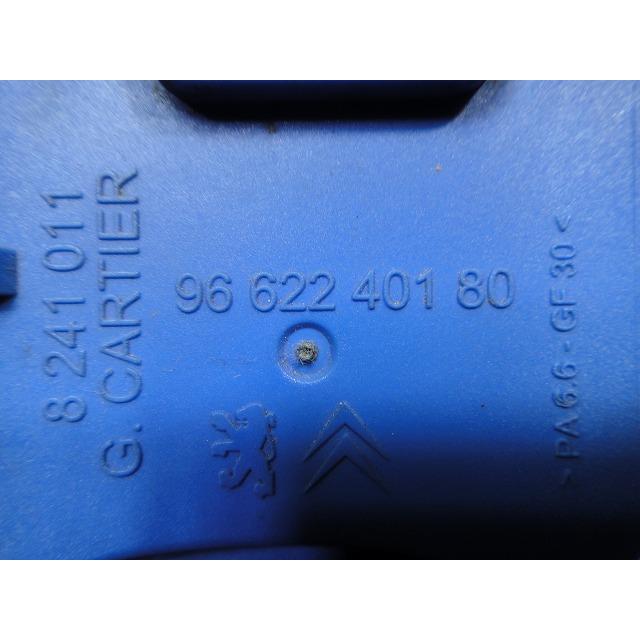 96 622 401 80
8 241 011
G. CARTIER
> PA 6.6 - GF 30 <